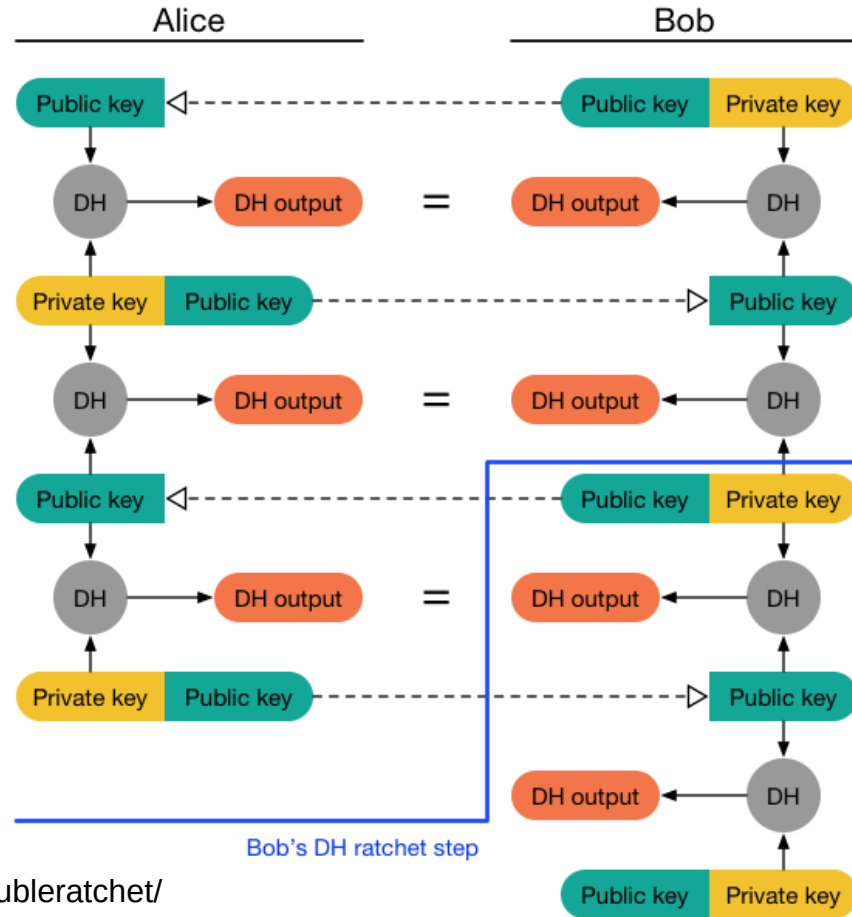 Alice Bob
Public key Public key Private key
DH DH output = DH output DH
Private key Public key Public key
DH DH output = DH output DH
Public key Public key Private key
DH DH output = DH output DH
Private key Public key Public key
DH output DH
Bob's DH ratchet step
ubleratchet/ Public key Private key